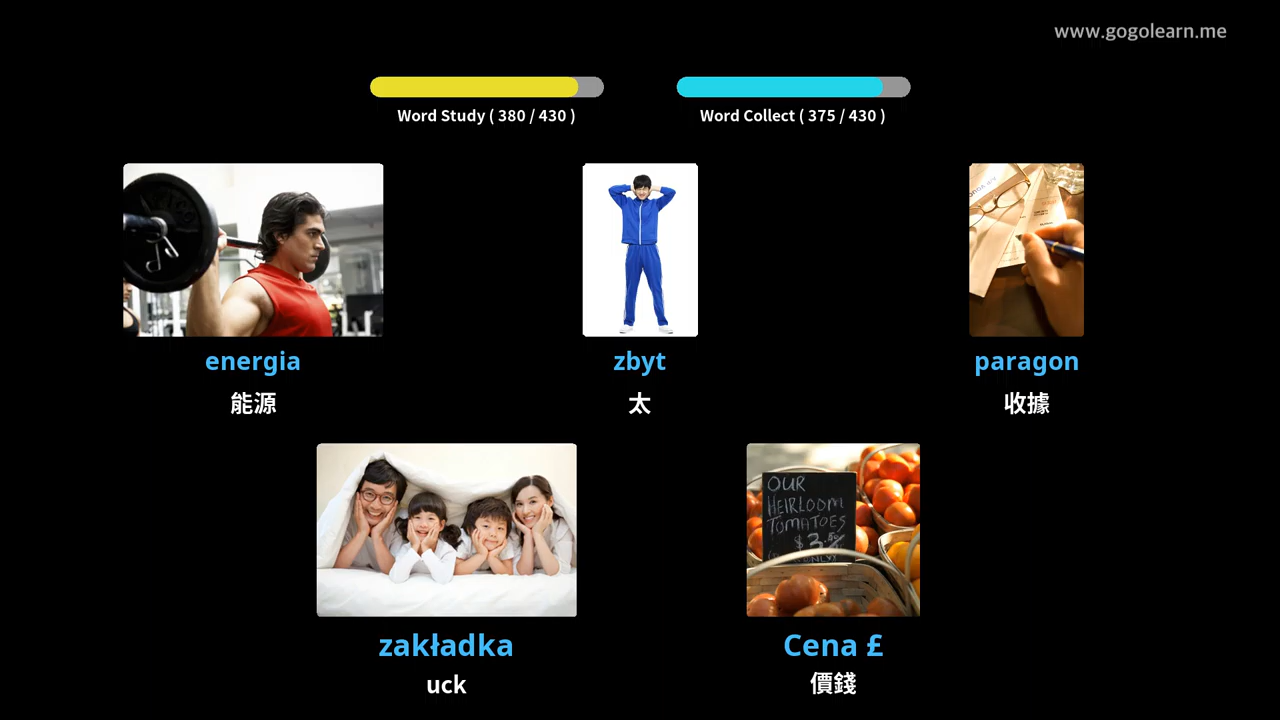 www.gogolearn.me
Word Study ( 380 / 430 )
Word Collect ( 375 / 430 )
energia
能源
zbyt
太
paragon
收據
OUR
HEIRLOOM
TOMATOES
zakładka
uck
Cena £
價錢